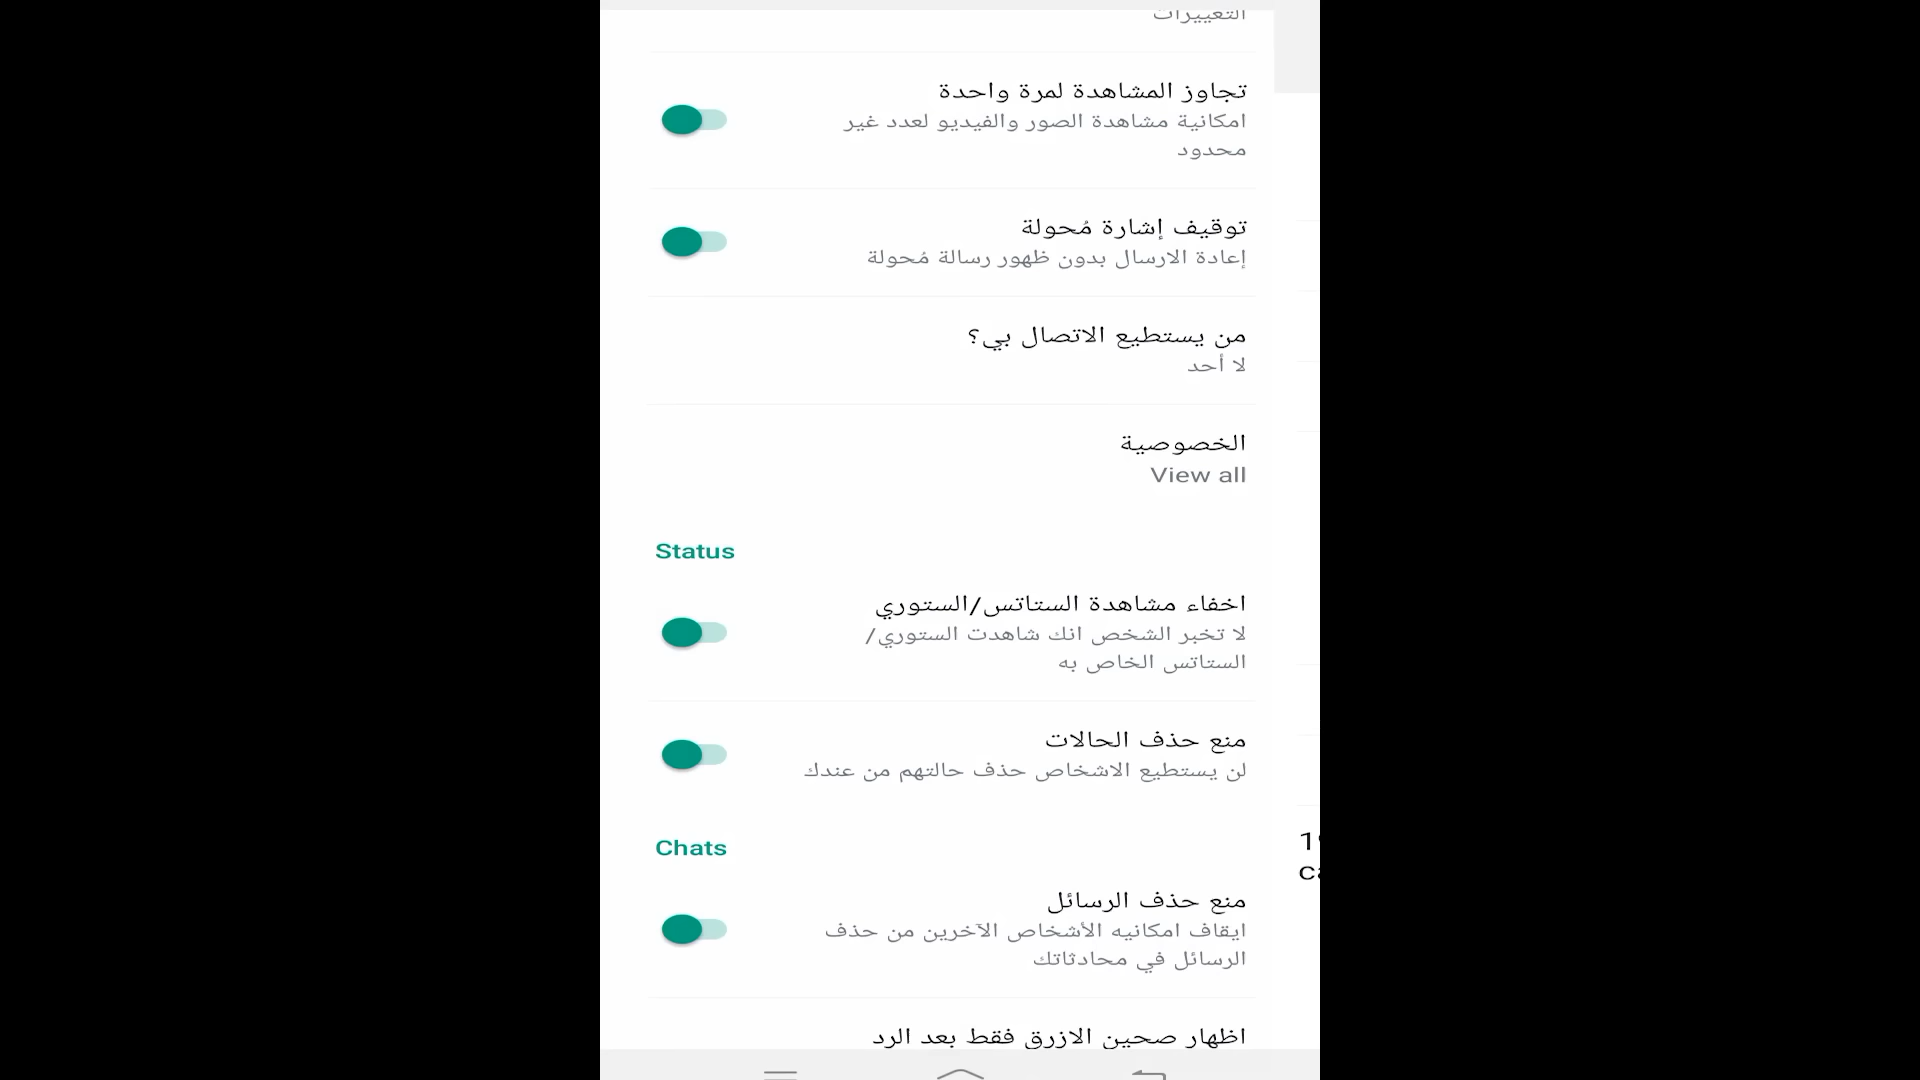 التغييرات
تجاوز المشاهدة لمرة واحدة
امكانية مشاهدة الصور والفيديو لعدد غير
محدود
توقيف إشارة مُحولة
إعادة الارسال بدون ظهور رسالة مُحولة
من يستطيع الاتصال بي؟
لا أحد
الخصوصية
View all
Status
اخفاء مشاهدة الستاتس/الستوري
لا تخبر الشخص انك شاهدت الستوري/
الستاتس الخاص به
منع حذف الحالات
لن يستطيع الاشخاص حذف حالتهم من عندك
Chats
منع حذف الرسائل
ايقاف امكانيه الأشخاص الآخرين من حذف
الرسائل في محادثاتك
اظهار صحين الازرق فقط بعد الرد